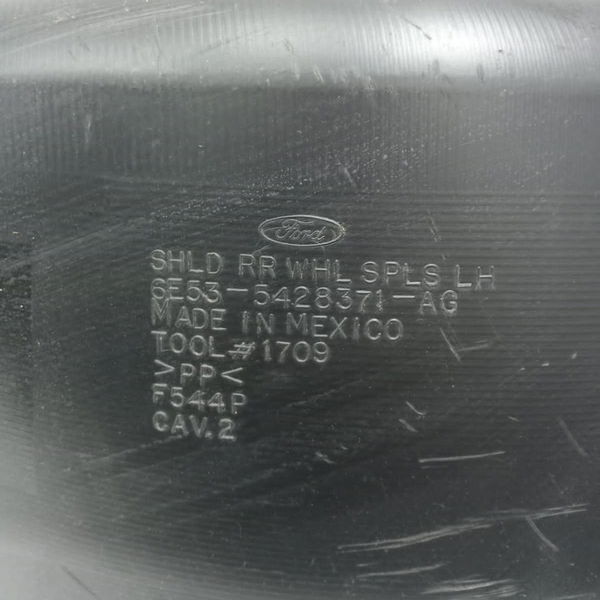 Ford
SHLD RR WHL SPLS LH
6E53-5428371-AG
MADE IN MEXICO
TOOL#1709
>PP<
F544P
CAV.2